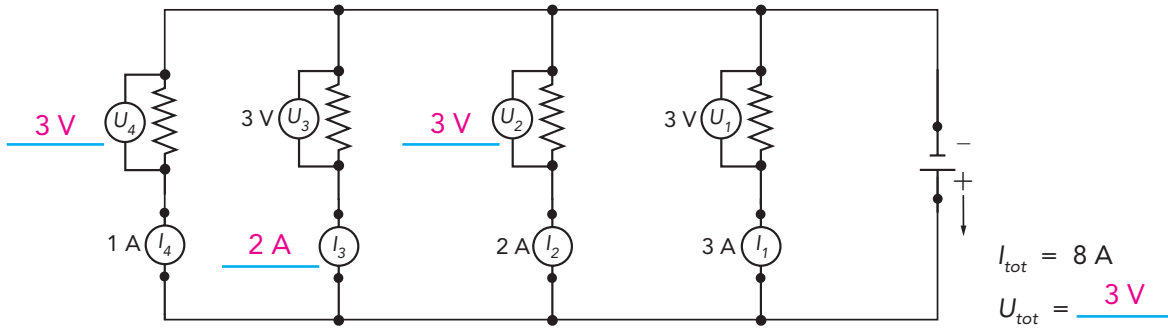 3 V U4 3 V U3 3 V U2 3 V U1 −
+
1 A I4 2 A I3 2 A I2 3 A I1
Itot = 8 A
Utot = 3 V